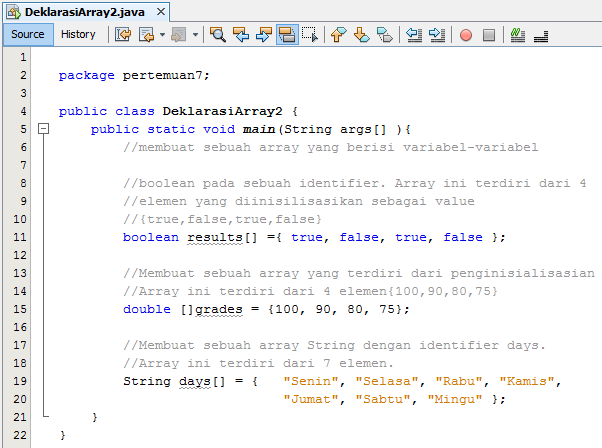 DeklarasiArray2.java
Source History
1
2 package pertemuan7;
3
4 public class DeklarasiArray2 {
5 public static void main(String args[] ){
6 //membuat sebuah array yang berisi variabel-variabel
7
8 //boolean pada sebuah identifier. Array ini terdiri dari 4
9 //elemen yang diinisilisasikan sebagai value
10 //{true,false,true,false}
11 boolean results[] ={ true, false, true, false };
12
13 //Membuat sebuah array yang terdiri dari penginisialisasian
14 //Array ini terdiri dari 4 elemen{100,90,80,75}
15 double []grades = {100, 90, 80, 75};
16
17 //Membuat sebuah array String dengan identifier days.
18 //Array ini terdiri dari 7 elemen.
19 String days[] = { "Senin", "Selasa", "Rabu", "Kamis",
20 "Jumat", "Sabtu", "Mingu" };
21 }
22 }